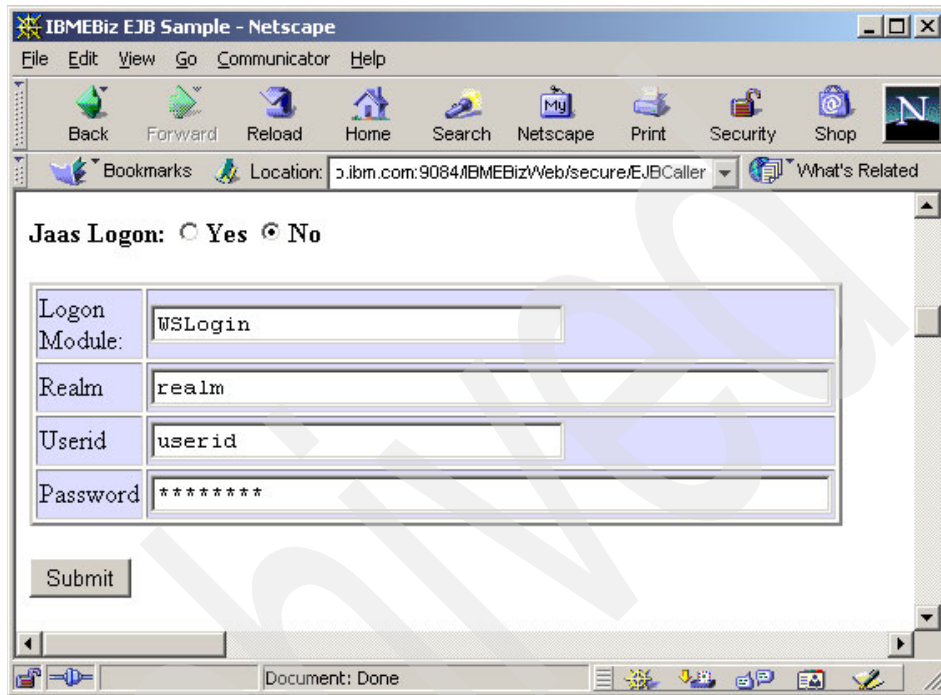 IBMEBiz EJB Sample - Netscape
File Edit View Go Communicator Help
Back Forward Reload Home Search Netscape Print Security Shop
My
N
Bookmarks Location: o.ibm.com:9084/IBMEBizWeb/secure/EJBCaller What's Related
Jaas Logon: Yes No
Logon Module: WSLogin
Realm realm
Userid userid
Password ********
Submit
Document: Done
hived